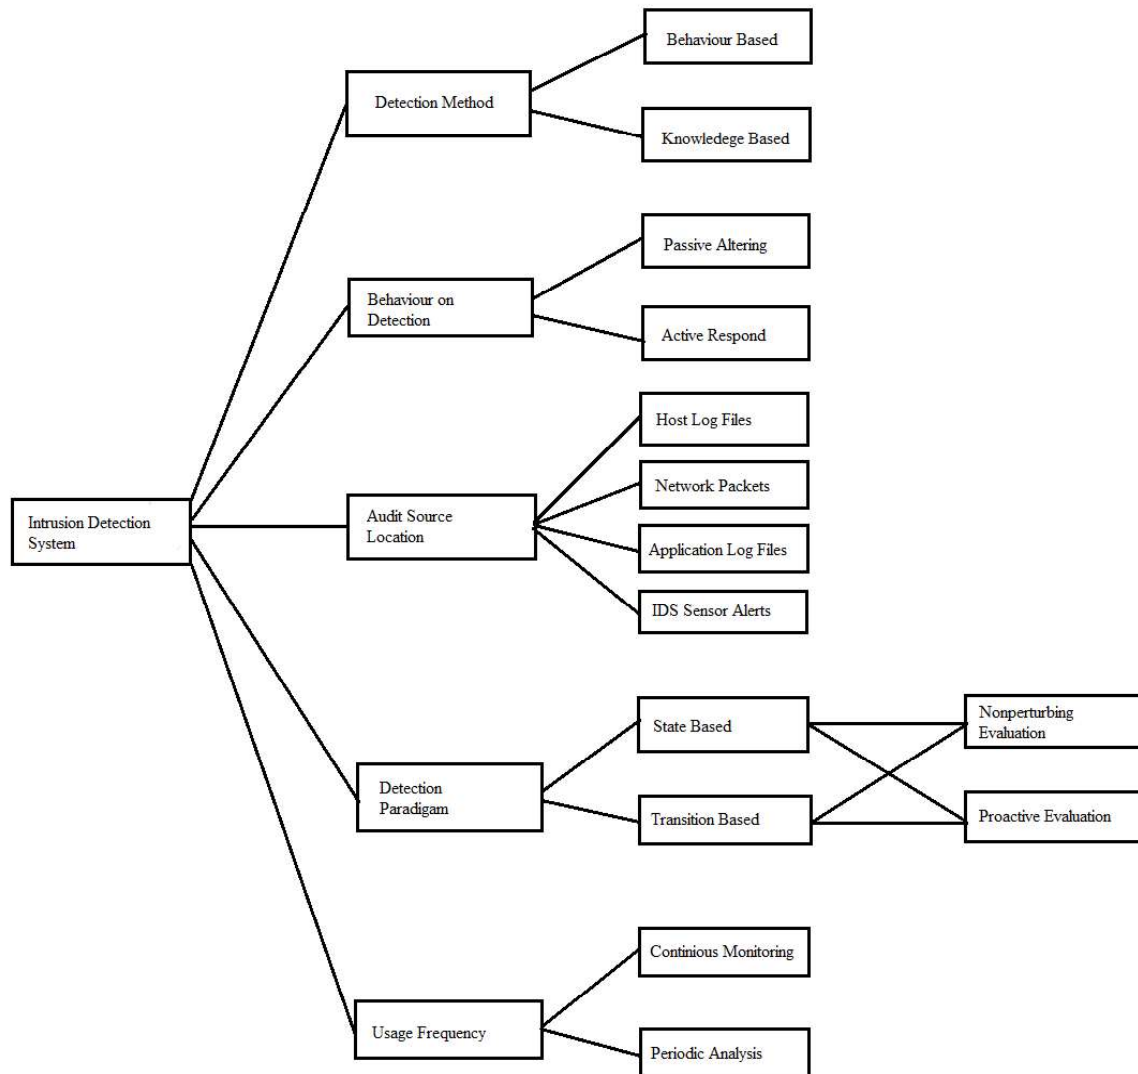 Behaviour Based
Detection Method
Knowledege Based
Passive Altering
Behaviour on
Detection
Active Respond
Host Log Files
Network Packets
Intrusion Detection
System
Audit Source
Location
Application Log Files
IDS Sensor Alerts
State Based
Nonperturbing
Evaluation
Detection
Paradigam
Transition Based
Proactive Evaluation
Continious Monitoring
Usage Frequency
Periodic Analysis